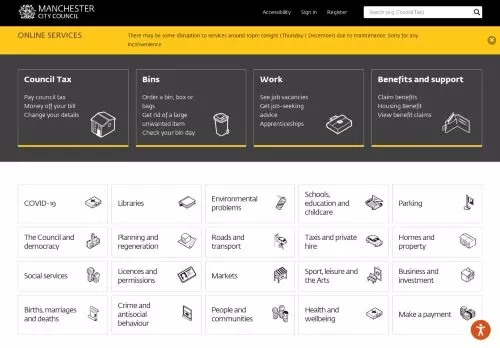 MANCHESTER
CITY COUNCIL
Accessibility Sign in Register Search (e.g. Council Tax)
ONLINE SERVICES
There may be some disruption to services around 10pm tonight (Thursday 1 December) due to maintenance. Sorry for any
inconvenience
Council Tax
Pay council tax
Money off your bill
Change your details
Bins
Order a bin, box or
bags
Get rid of a large
unwanted item
Check your bin day
Work
See job vacancies
Get job-seeking
advice
Apprenticeships
Benefits and support
Claim benefits
Housing Benefit
View benefit claims
COVID-19
Libraries
Environmental
problems
Schools,
education and
childcare
Parking
The Council and
democracy
Planning and
regeneration
Roads and
transport
Taxis and private
hire
Homes and
property
Social services
Licences and
permissions
Markets
Sport, leisure and
the Arts
Business and
investment
Births, marriages
and deaths
Crime and
antisocial
behaviour
People and
communities
Health and
wellbeing
Make a payment